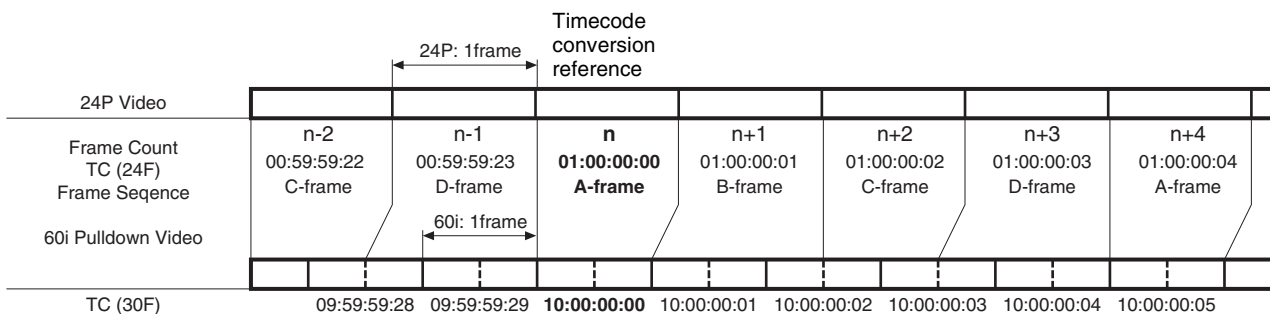 Timecode
conversion
reference
24P: 1frame
24P Video
Frame Count
TC (24F)
Frame Seqence
n-2 n-1 n n+1 n+2 n+3 n+4
00:59:59:22 00:59:59:23 01:00:00:00 01:00:00:01 01:00:00:02 01:00:00:03 01:00:00:04
C-frame D-frame A-frame B-frame C-frame D-frame A-frame
60i: 1frame
60i Pulldown Video
TC (30F) 09:59:59:28 09:59:59:29 10:00:00:00 10:00:00:01 10:00:00:02 10:00:00:03 10:00:00:04 10:00:00:05